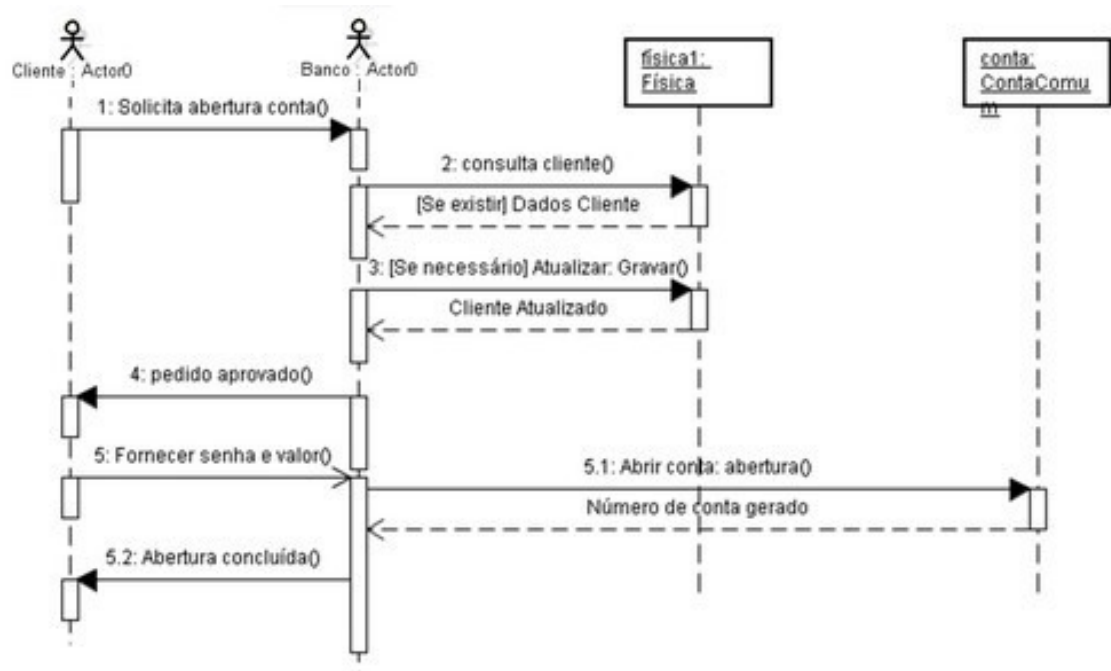 Cliente : Actor0
Banco : Actor0
física1:
Física
conta:
ContaComu
m
1: Solicita abertura conta()
2: consulta cliente()
[Se existir] Dados Cliente
3: [Se necessário] Atualizar: Gravar()
Cliente Atualizado
4: pedido aprovado()
5: Fornecer senha e valor()
5.1: Abrir conta: abertura()
Número de conta gerado
5.2: Abertura concluída()